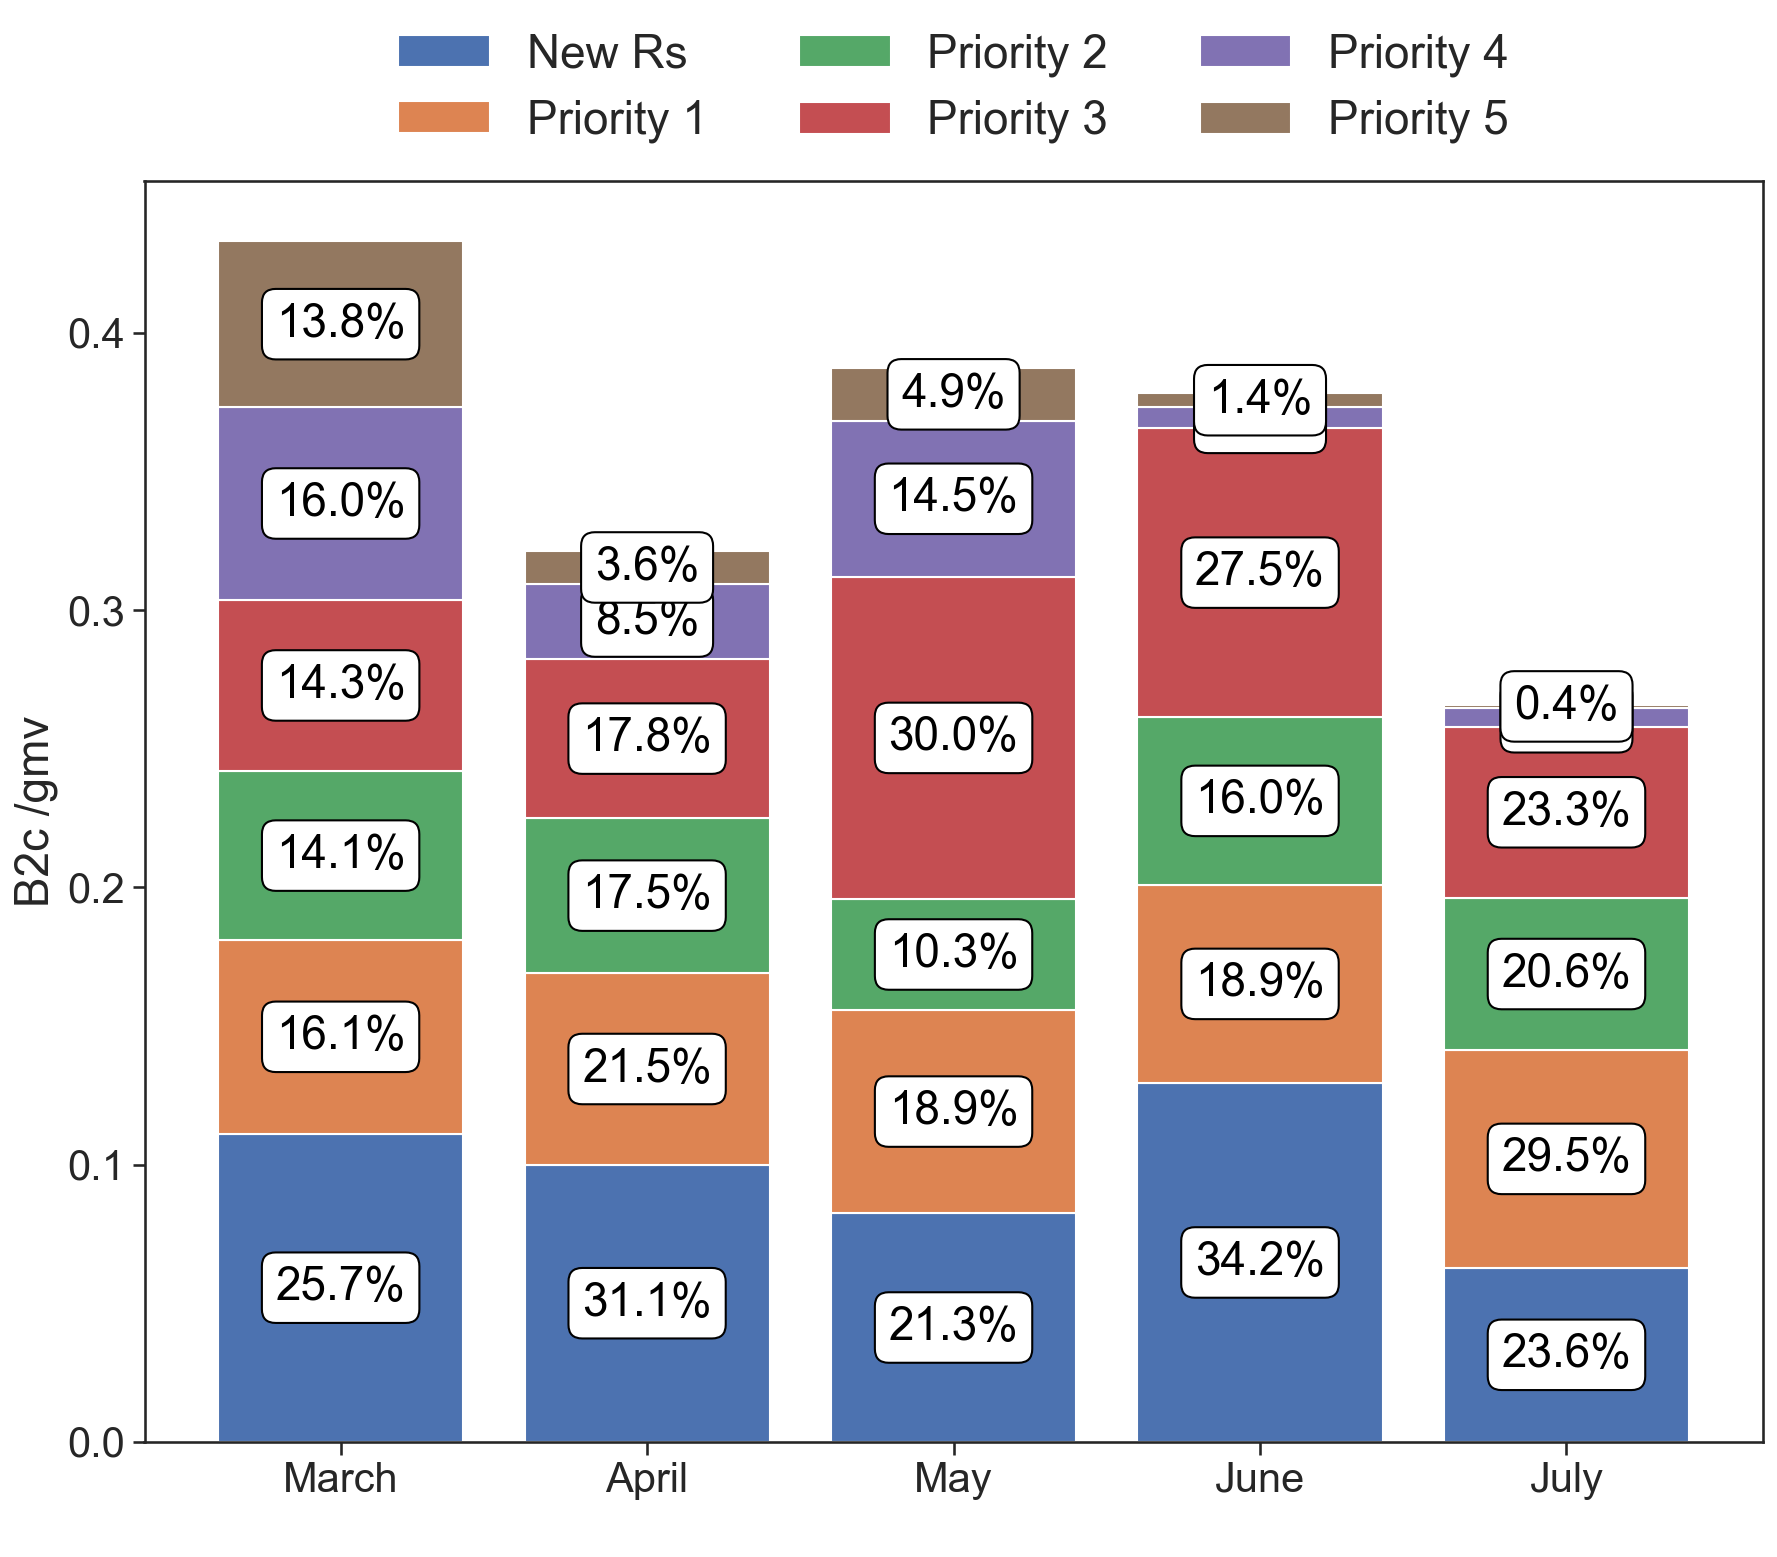 New Rs
Priority 2
Priority 4
Priority 1
Priority 3
Priority 5
B2c /gmv
0.4
0.3
0.2
0.1
0.0
13.8%
16.0%
14.3%
14.1%
16.1%
25.7%
3.6%
8.5%
17.8%
17.5%
21.5%
31.1%
4.9%
14.5%
30.0%
10.3%
18.9%
21.3%
1.4%
27.5%
16.0%
18.9%
34.2%
0.4%
23.3%
20.6%
29.5%
23.6%
March
April
May
June
July